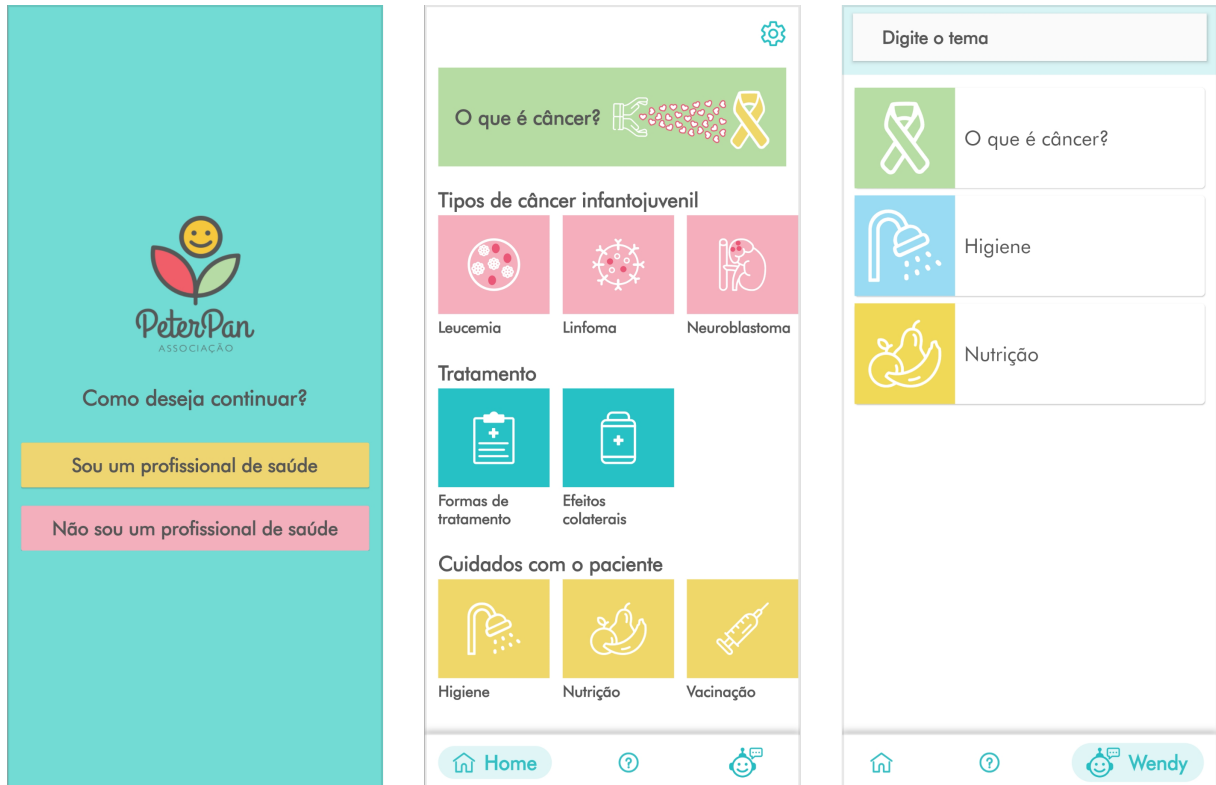 PeterPan
ASSOCIAÇÃO
Como deseja continuar?
Sou um profissional de saúde
Não sou um profissional de saúde
O que é câncer?
Tipos de câncer infantojuvenil
Leucemia
Linfoma
Neuroblastoma
Tratamento
Formas de
tratamento
Efeitos
colaterais
Cuidados com o paciente
Higiene
Nutrição
Vacinação
Home
?
Digite o tema
O que é câncer?
Higiene
Nutrição
?
Wendy